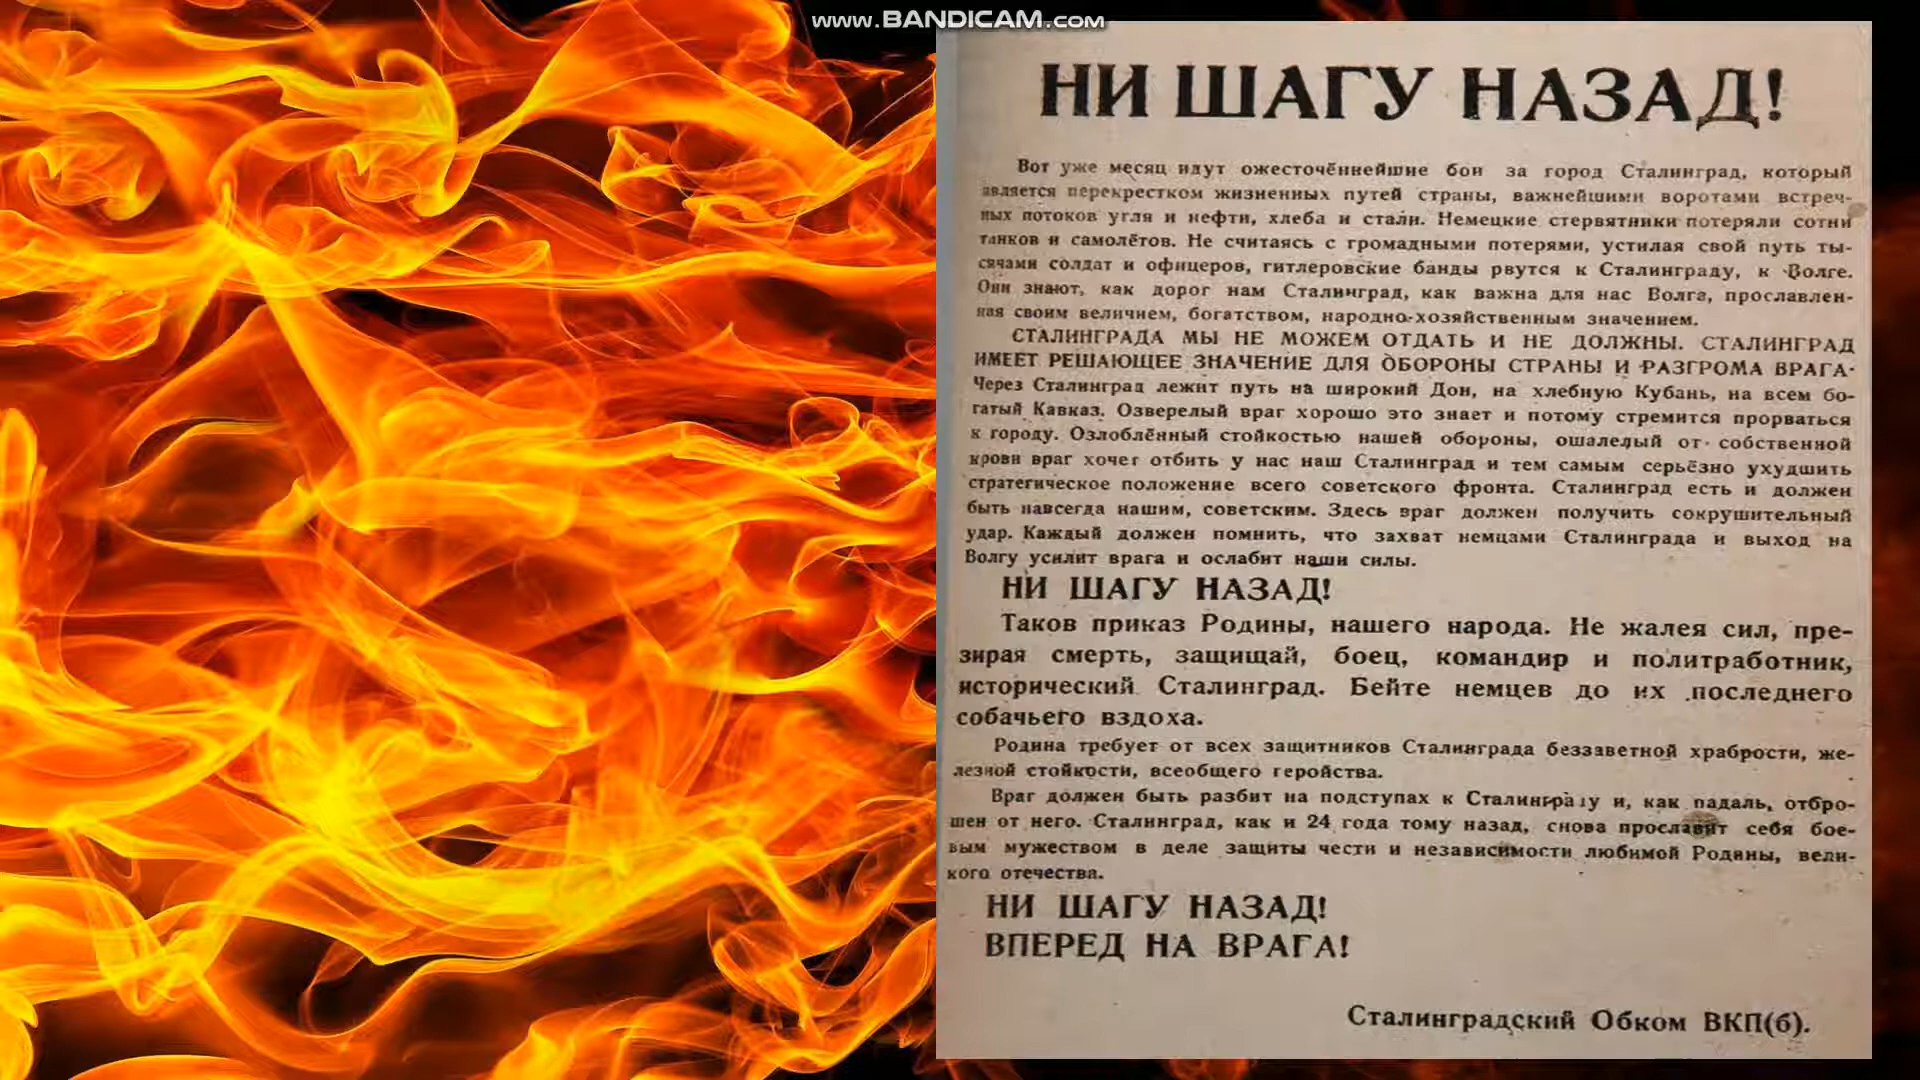 www.BANDICAM.com
НИ ШАГУ НАЗАД!
Вот уже месяц идут ожесточённейшие бои за город Сталинград, который
является перекрестком жизненных путей страны, важнейшими воротами встреч-
ных потоков угля и нефти, хлеба и стали. Немецкие стервятники потеряли сотни
танков и самолётов. Не считаясь с громадными потерями, устилая свой путь ты-
сячами солдат и офицеров, гитлеровские банды рвутся к Сталинграду, к Волге.
Они знают, как дорог нам Сталинград, как важна для нас Волга, прославлен-
ная своим величием, богатством, народно-хозяйственным значением.
СТАЛИНГРАДА МЫ НЕ МОЖЕМ ОТДАТЬ И НЕ ДОЛЖНЫ. СТАЛИНГРАД
ИМЕЕТ РЕШАЮЩЕЕ ЗНАЧЕНИЕ ДЛЯ ОБОРОНЫ СТРАНЫ И РАЗГРОМА ВРАГА.
Через Сталинград лежит путь на широкий Дон, на хлебную Кубань, на всем бо-
гатый Кавказ. Озверелый враг хорошо это знает и потому стремится прорваться
к городу. Озлоблённый стойкостью нашей обороны, ошалелый от собственной
крови враг хочет отбить у нас наш Сталинград и тем самым серьёзно ухудшить
стратегическое положение всего советского фронта. Сталинград есть и должен
быть навсегда нашим, советским. Здесь враг должен получить сокрушительный
удар. Каждый должен помнить, что захват немцами Сталинграда и выход на
Волгу усилит врага и ослабит наши силы.
НИ ШАГУ НАЗАД!
Таков приказ Родины, нашего народа. Не жалея сил, пре-
зирая смерть, защищай, боец, командир и политработник,
исторический Сталинград. Бейте немцев до их последнего
собачьего вздоха.
Родина требует от всех защитников Сталинграда беззаветной храбрости, же-
лезной стойкости, всеобщего геройства.
Враг должен быть разбит на подступах к Сталинграду и, как падаль, отбро-
шен от него. Сталинград, как и 24 года тому назад, снова прославит себя бое-
вым мужеством в деле защиты чести и независимости любимой Родины, вели-
кого отечества.
НИ ШАГУ НАЗАД!
ВПЕРЕД НА ВРАГА!
Сталинградский Обком ВКП(б).